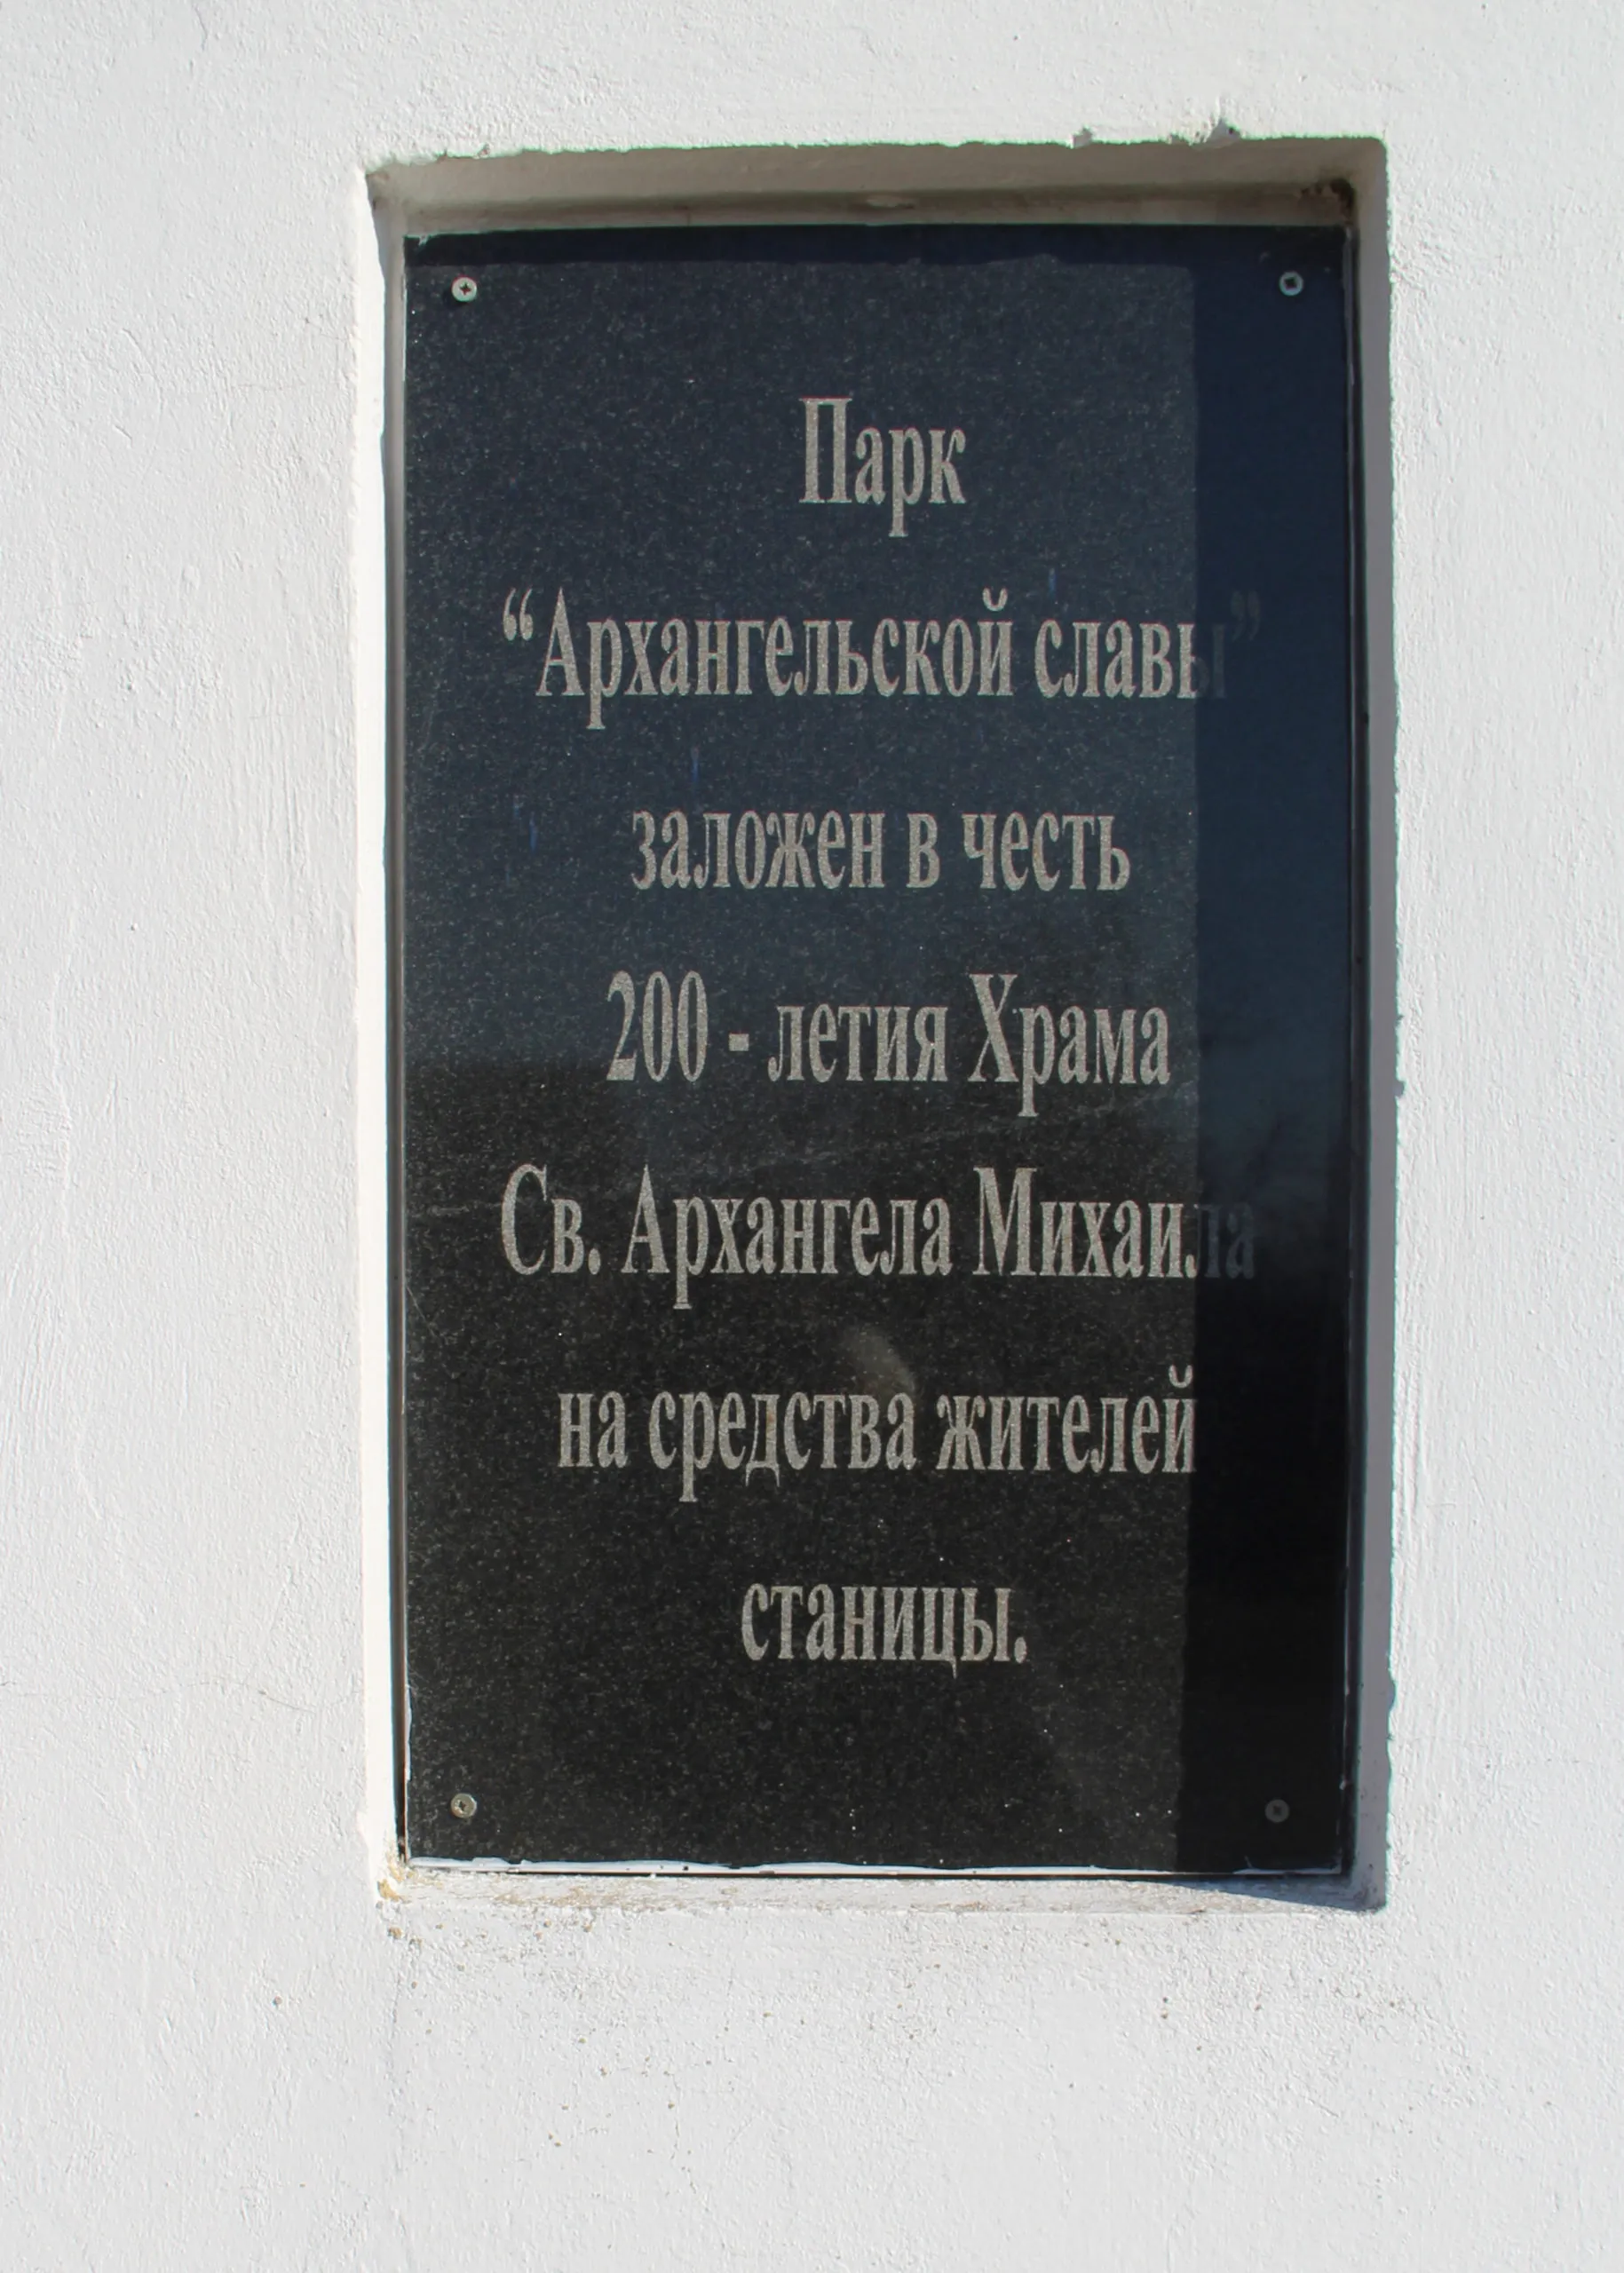 Парк
“Архангельской славы”
заложен в честь
200 - летия Храма
Св. Архангела Михаила
на средства жителей
станицы.